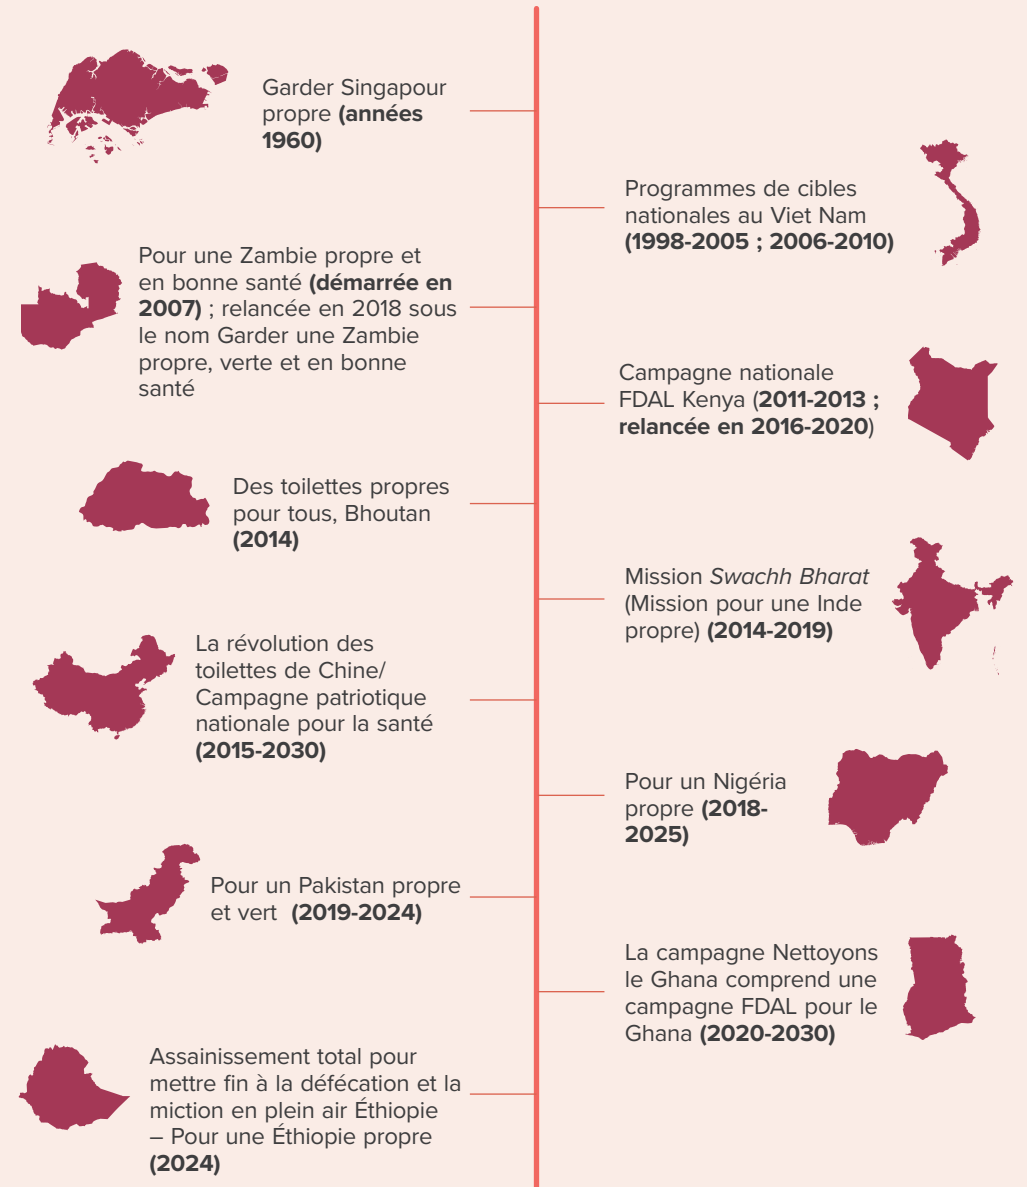 Garder Singapour
propre (années
1960)
Programmes de cibles
nationales au Viet Nam
(1998-2005 ; 2006-2010)
Pour une Zambie propre et
en bonne santé (démarrée en
2007) ; relancée en 2018 sous
le nom Garder une Zambie
propre, verte et en bonne
santé
Campagne nationale
FDAL Kenya (2011-2013 ;
relancée en 2016-2020)
Des toilettes propres
pour tous, Bhoutan
(2014)
Mission Swachh Bharat
(Mission pour une Inde
propre) (2014-2019)
La révolution des
toilettes de Chine/
Campagne patriotique
nationale pour la santé
(2015-2030)
Pour un Nigéria
propre (2018-
2025)
Pour un Pakistan propre
et vert (2019-2024)
La campagne Nettoyons
le Ghana comprend une
campagne FDAL pour le
Ghana (2020-2030)
Assainissement total pour
mettre fin à la défécation et la
miction en plein air Éthiopie
– Pour une Éthiopie propre
(2024)